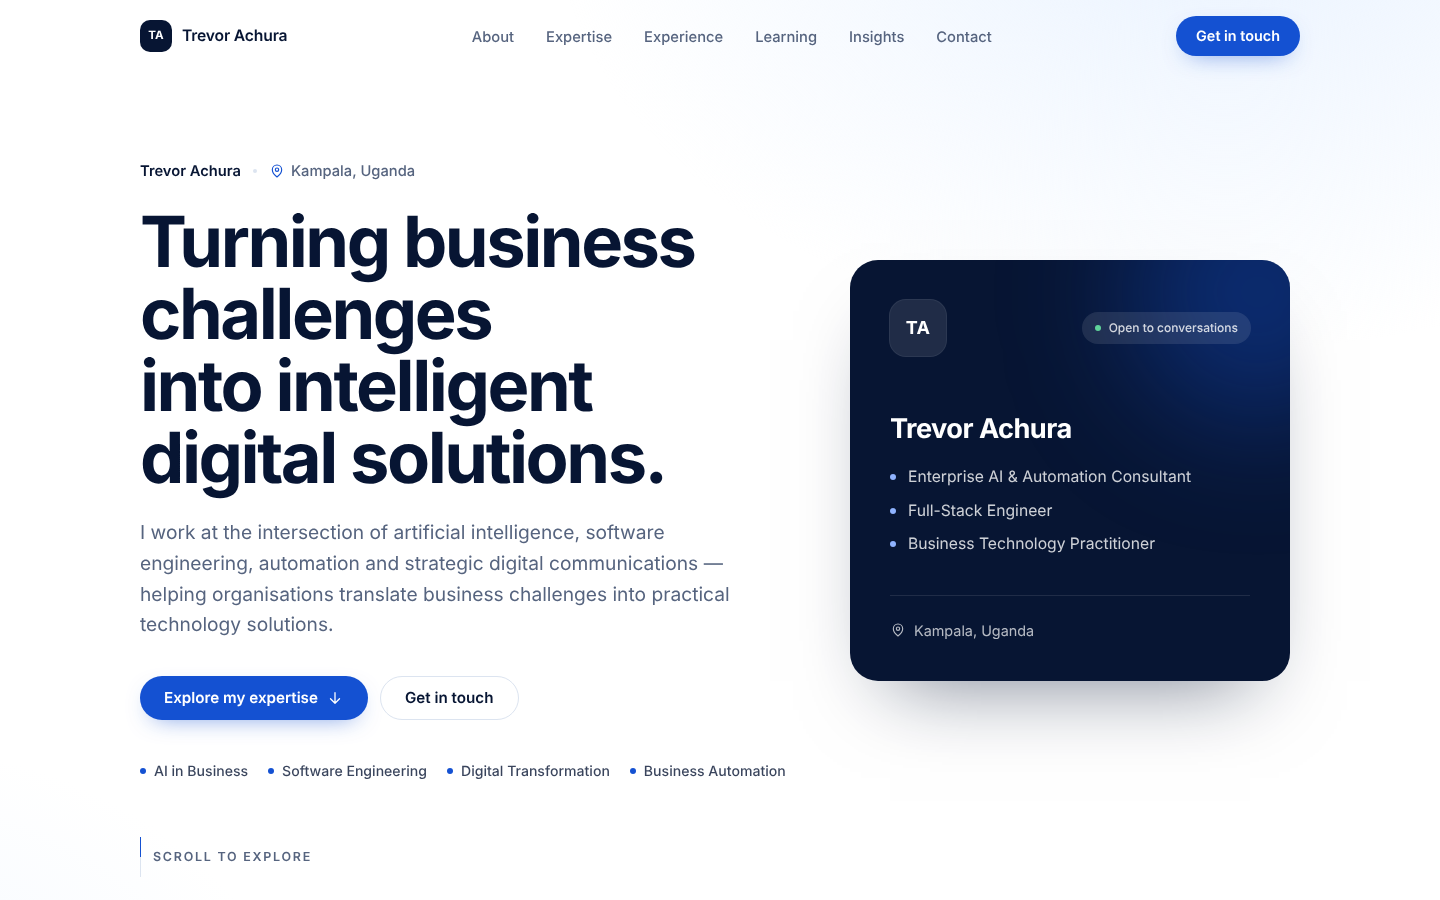 TA Trevor Achura
About Expertise Experience Learning Insights Contact
Get in touch
Trevor Achura
Kampala, Uganda
Turning business
challenges
into intelligent
digital solutions.
I work at the intersection of artificial intelligence, software
engineering, automation and strategic digital communications —
helping organisations translate business challenges into practical
technology solutions.
Explore my expertise
Get in touch
AI in Business
Software Engineering
Digital Transformation
Business Automation
SCROLL TO EXPLORE
TA
Open to conversations
Trevor Achura
Enterprise AI & Automation Consultant
Full-Stack Engineer
Business Technology Practitioner
Kampala, Uganda